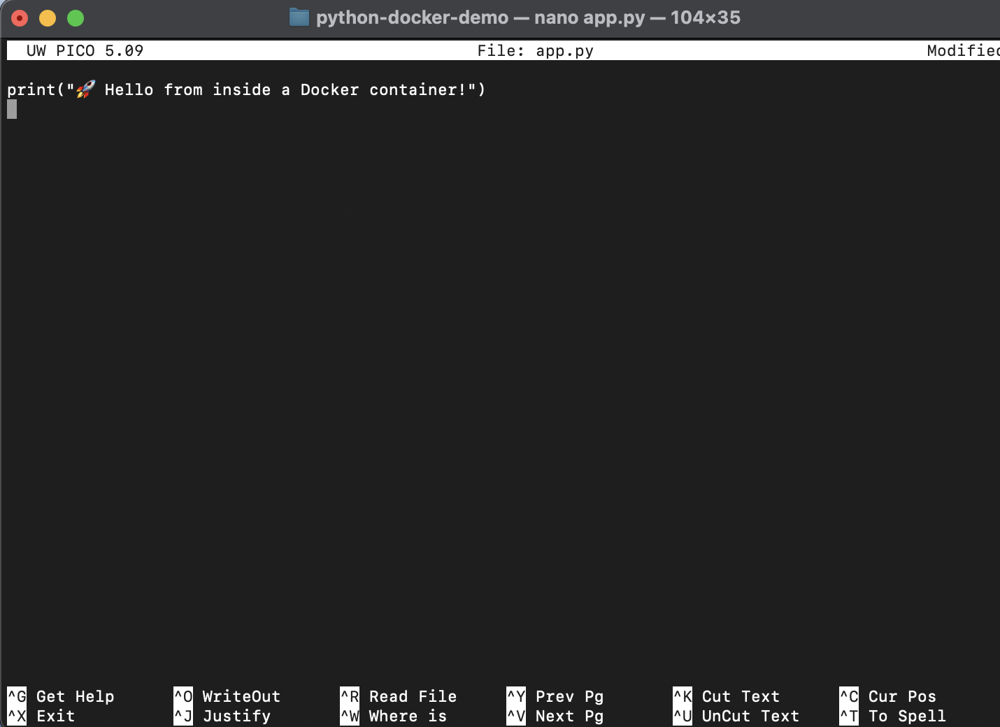 python-docker-demo — nano app.py — 104×35
UW PICO 5.09 File: app.py Modified
print("🚀 Hello from inside a Docker container!")
^G Get Help ^O WriteOut ^R Read File ^Y Prev Pg ^K Cut Text ^C Cur Pos
^X Exit ^J Justify ^W Where is ^V Next Pg ^U UnCut Text ^T To Spell